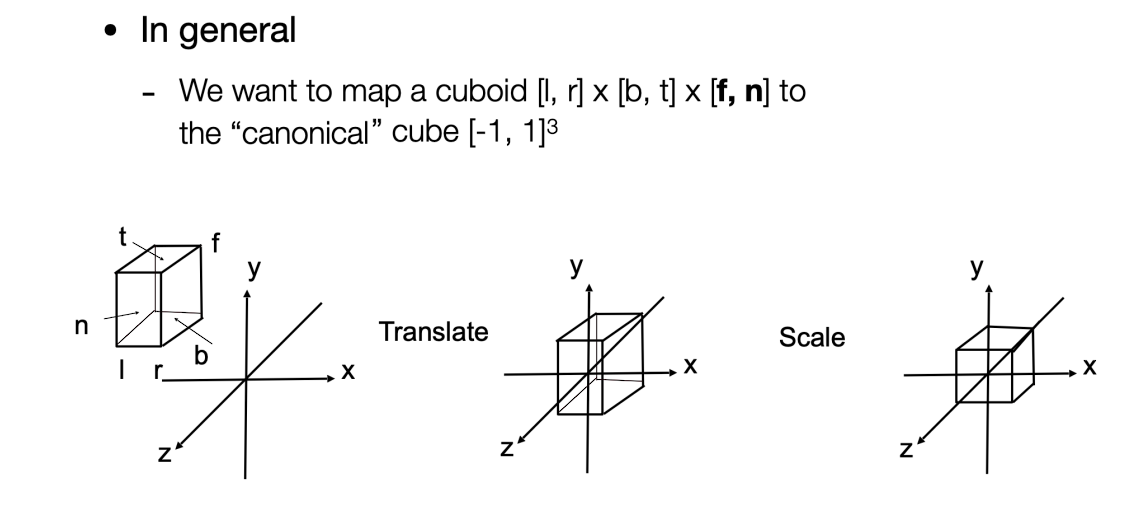 • In general
- We want to map a cuboid [l, r] x [b, t] x [f, n] to
the “canonical” cube [-1, 1]³
t
f
y
n
b
l
r
x
z
Translate
y
x
z
Scale
y
x
z